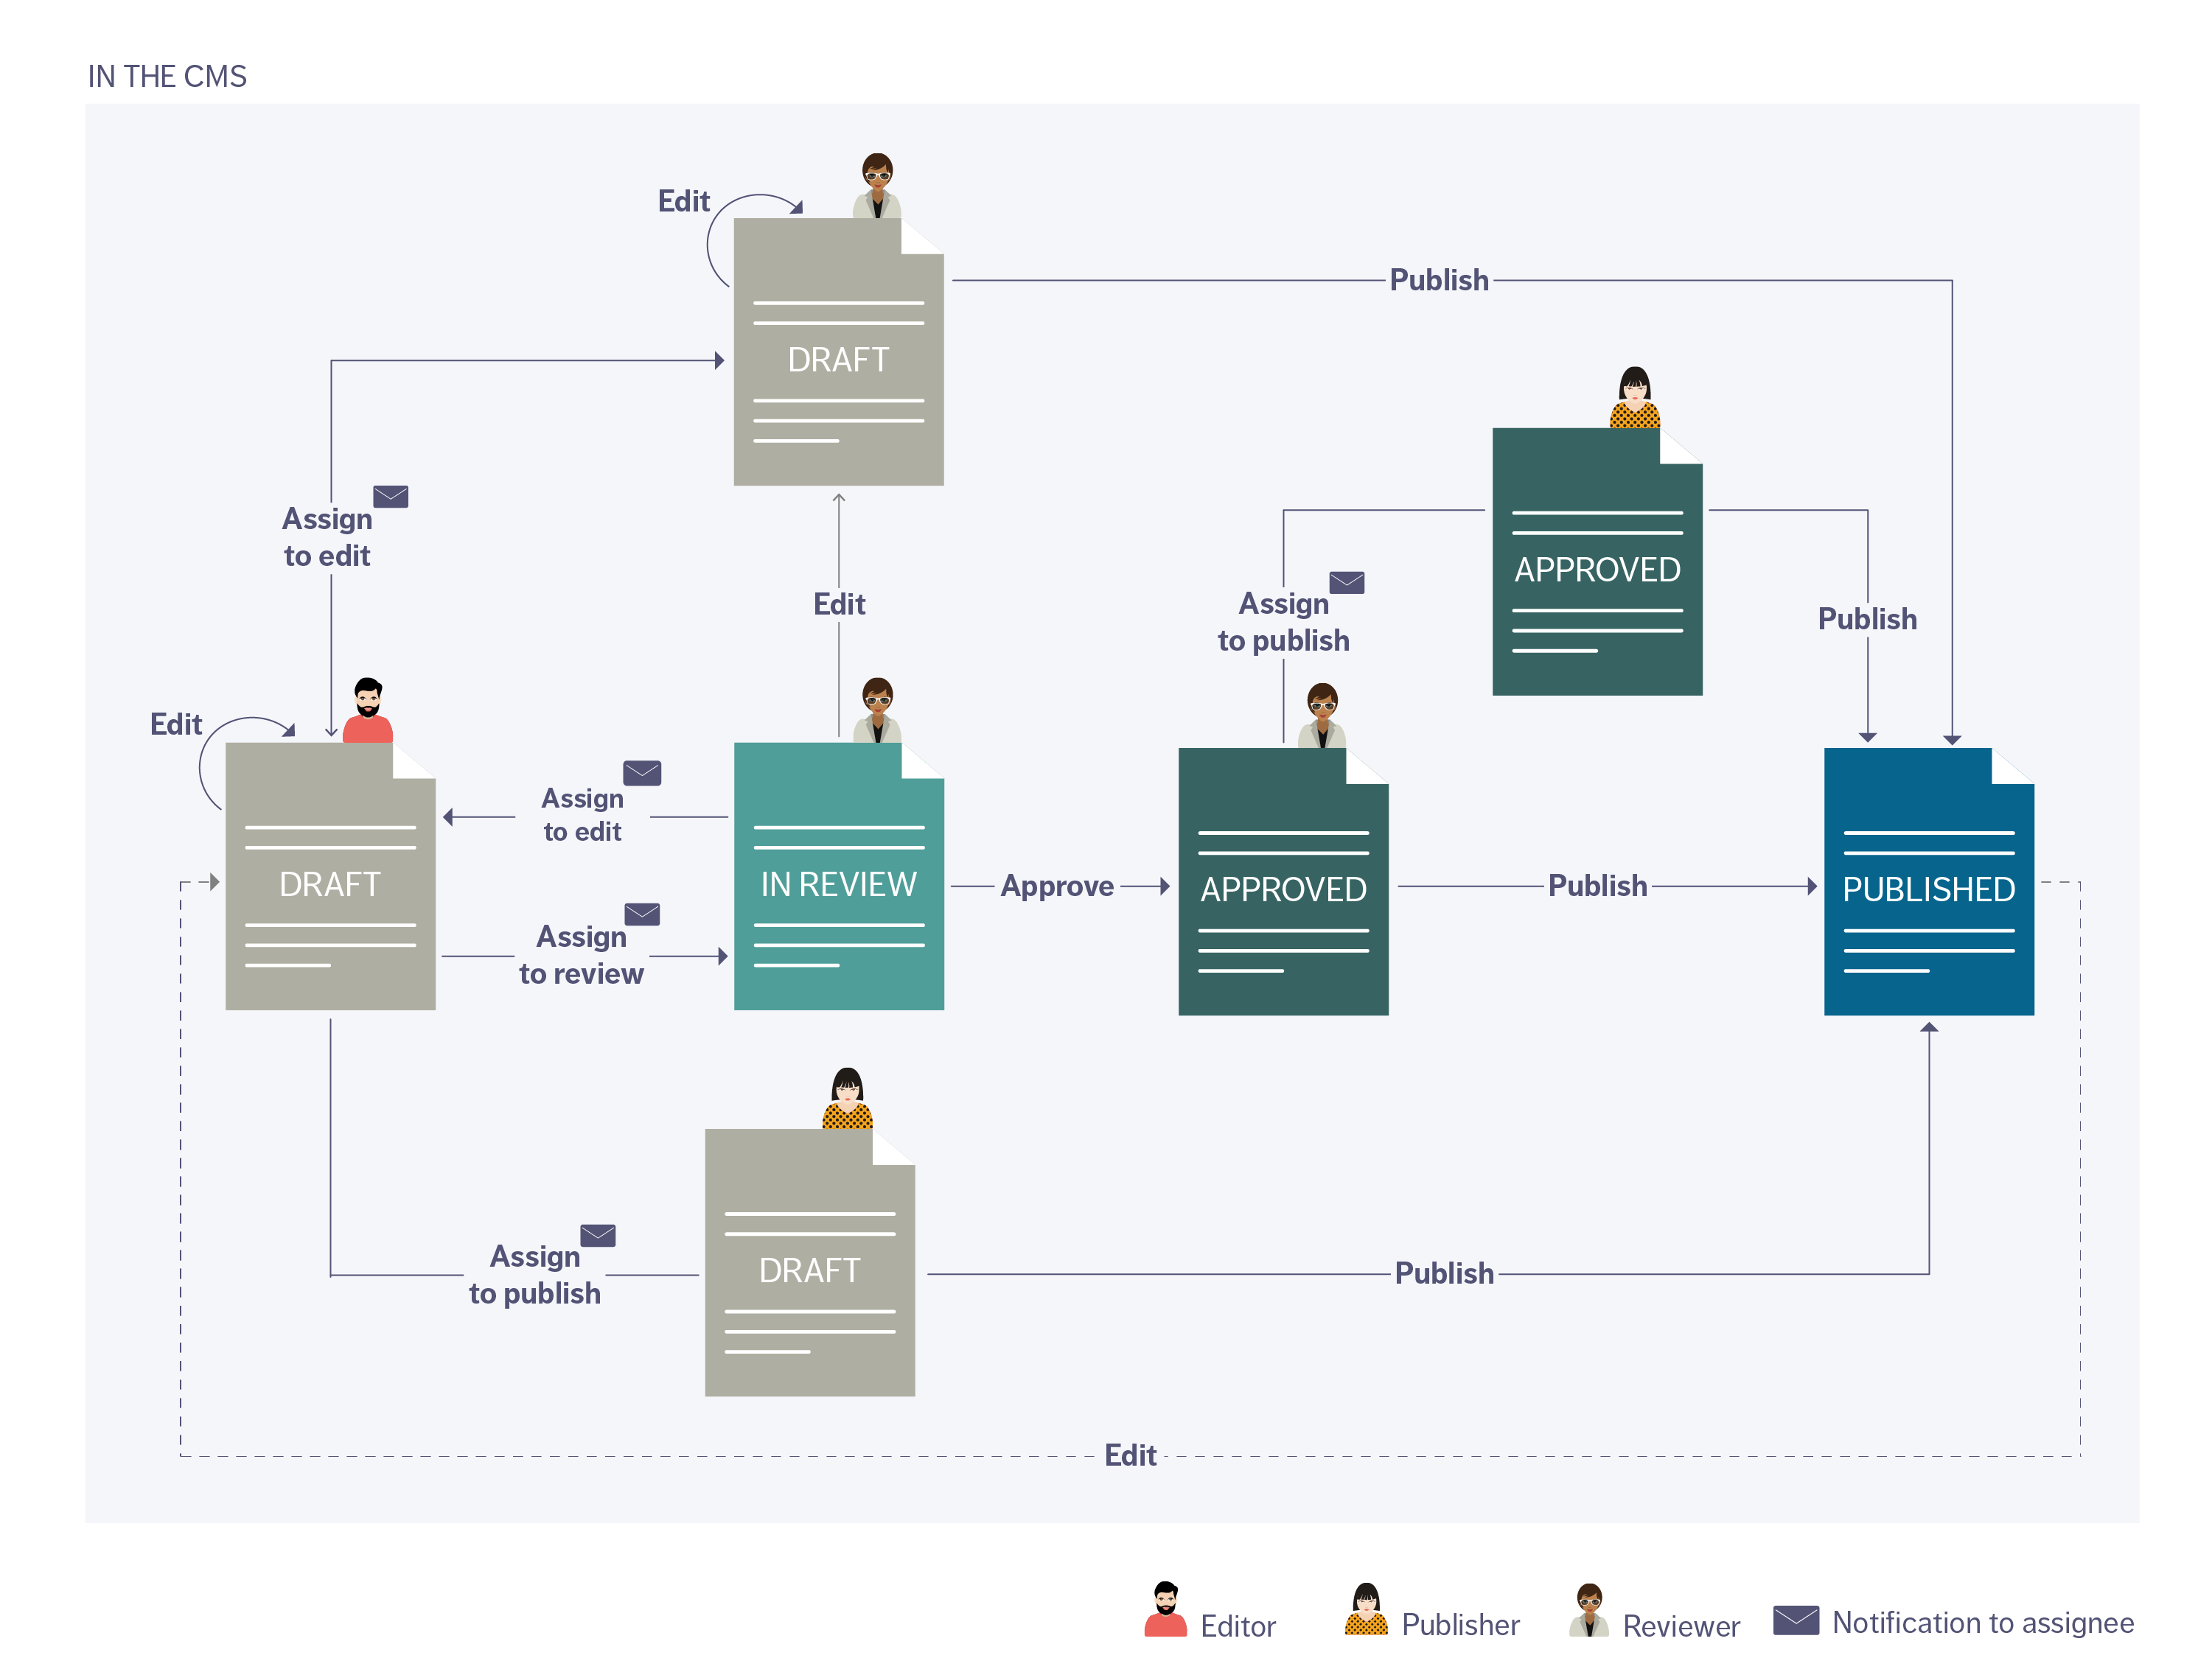 IN THE CMS
Edit
Publish
DRAFT
Assign
to edit
APPROVED
Edit
Assign
to publish
Publish
Edit
Assign
to edit
DRAFT
IN REVIEW
Approve
APPROVED
Publish
PUBLISHED
Assign
to review
DRAFT
Assign
to publish
Publish
Edit
Editor
Publisher
Reviewer
Notification to assignee